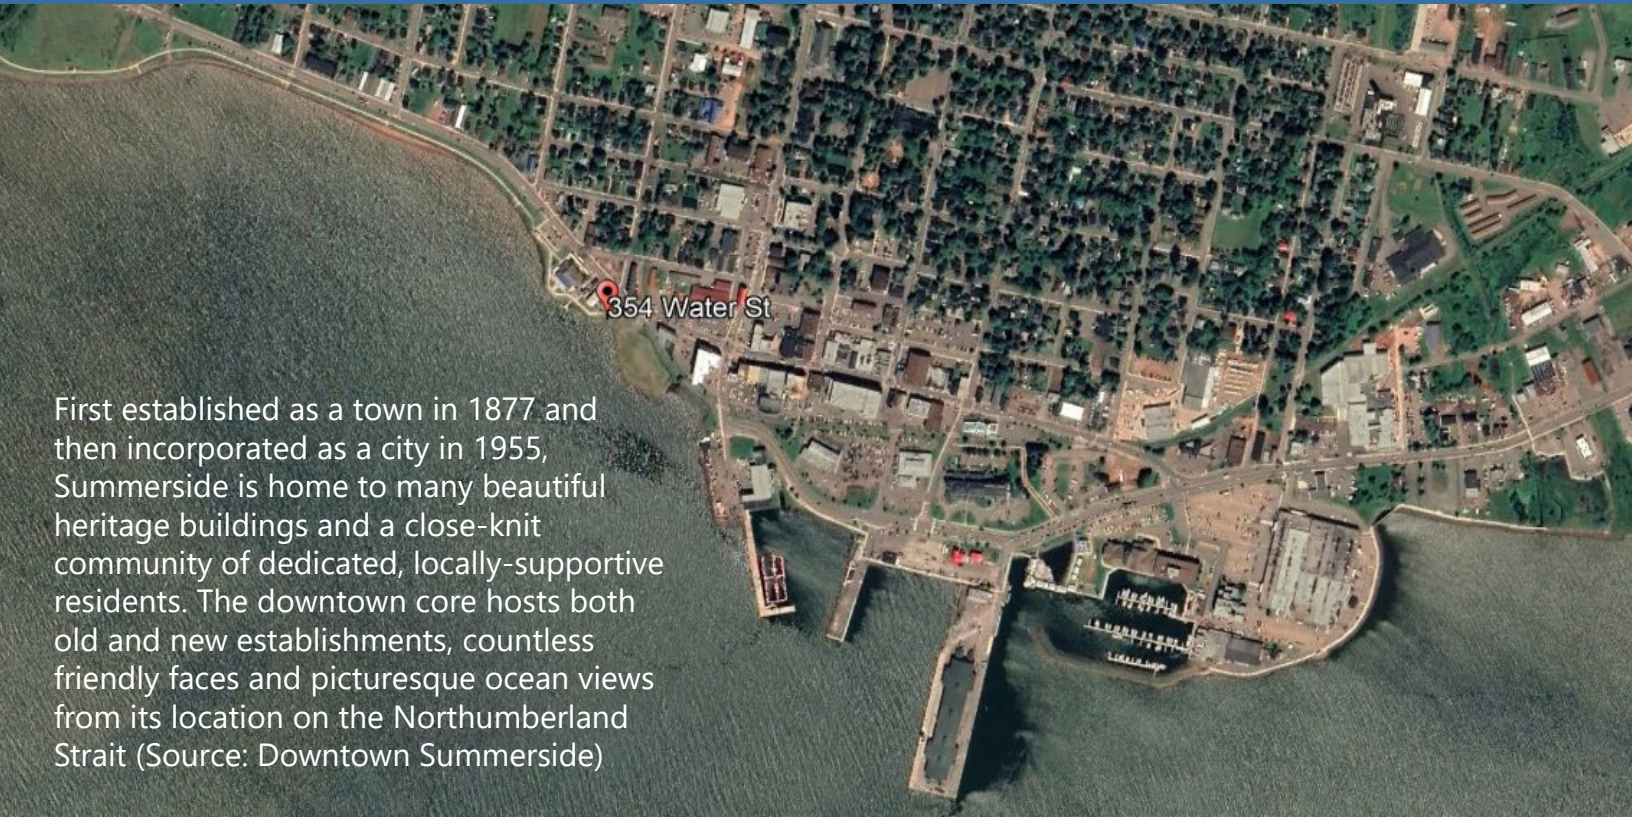 354 Water St
First established as a town in 1877 and
then incorporated as a city in 1955,
Summerside is home to many beautiful
heritage buildings and a close-knit
community of dedicated, locally-supportive
residents. The downtown core hosts both
old and new establishments, countless
friendly faces and picturesque ocean views
from its location on the Northumberland
Strait (Source: Downtown Summerside)